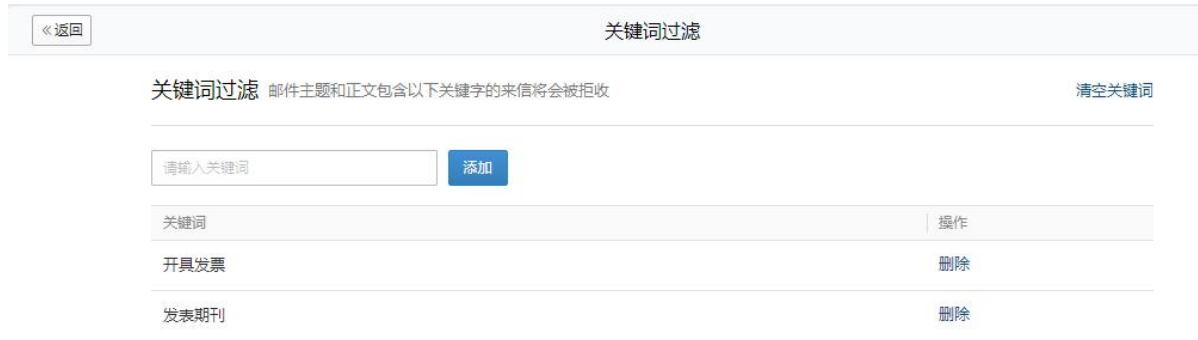 «返回 关键词过滤
关键词过滤 邮件主题和正文包含以下关键字的来信将会被拒收 清空关键词
请输入关键词 添加
关键词 操作
开具发票 删除
发表期刊 删除